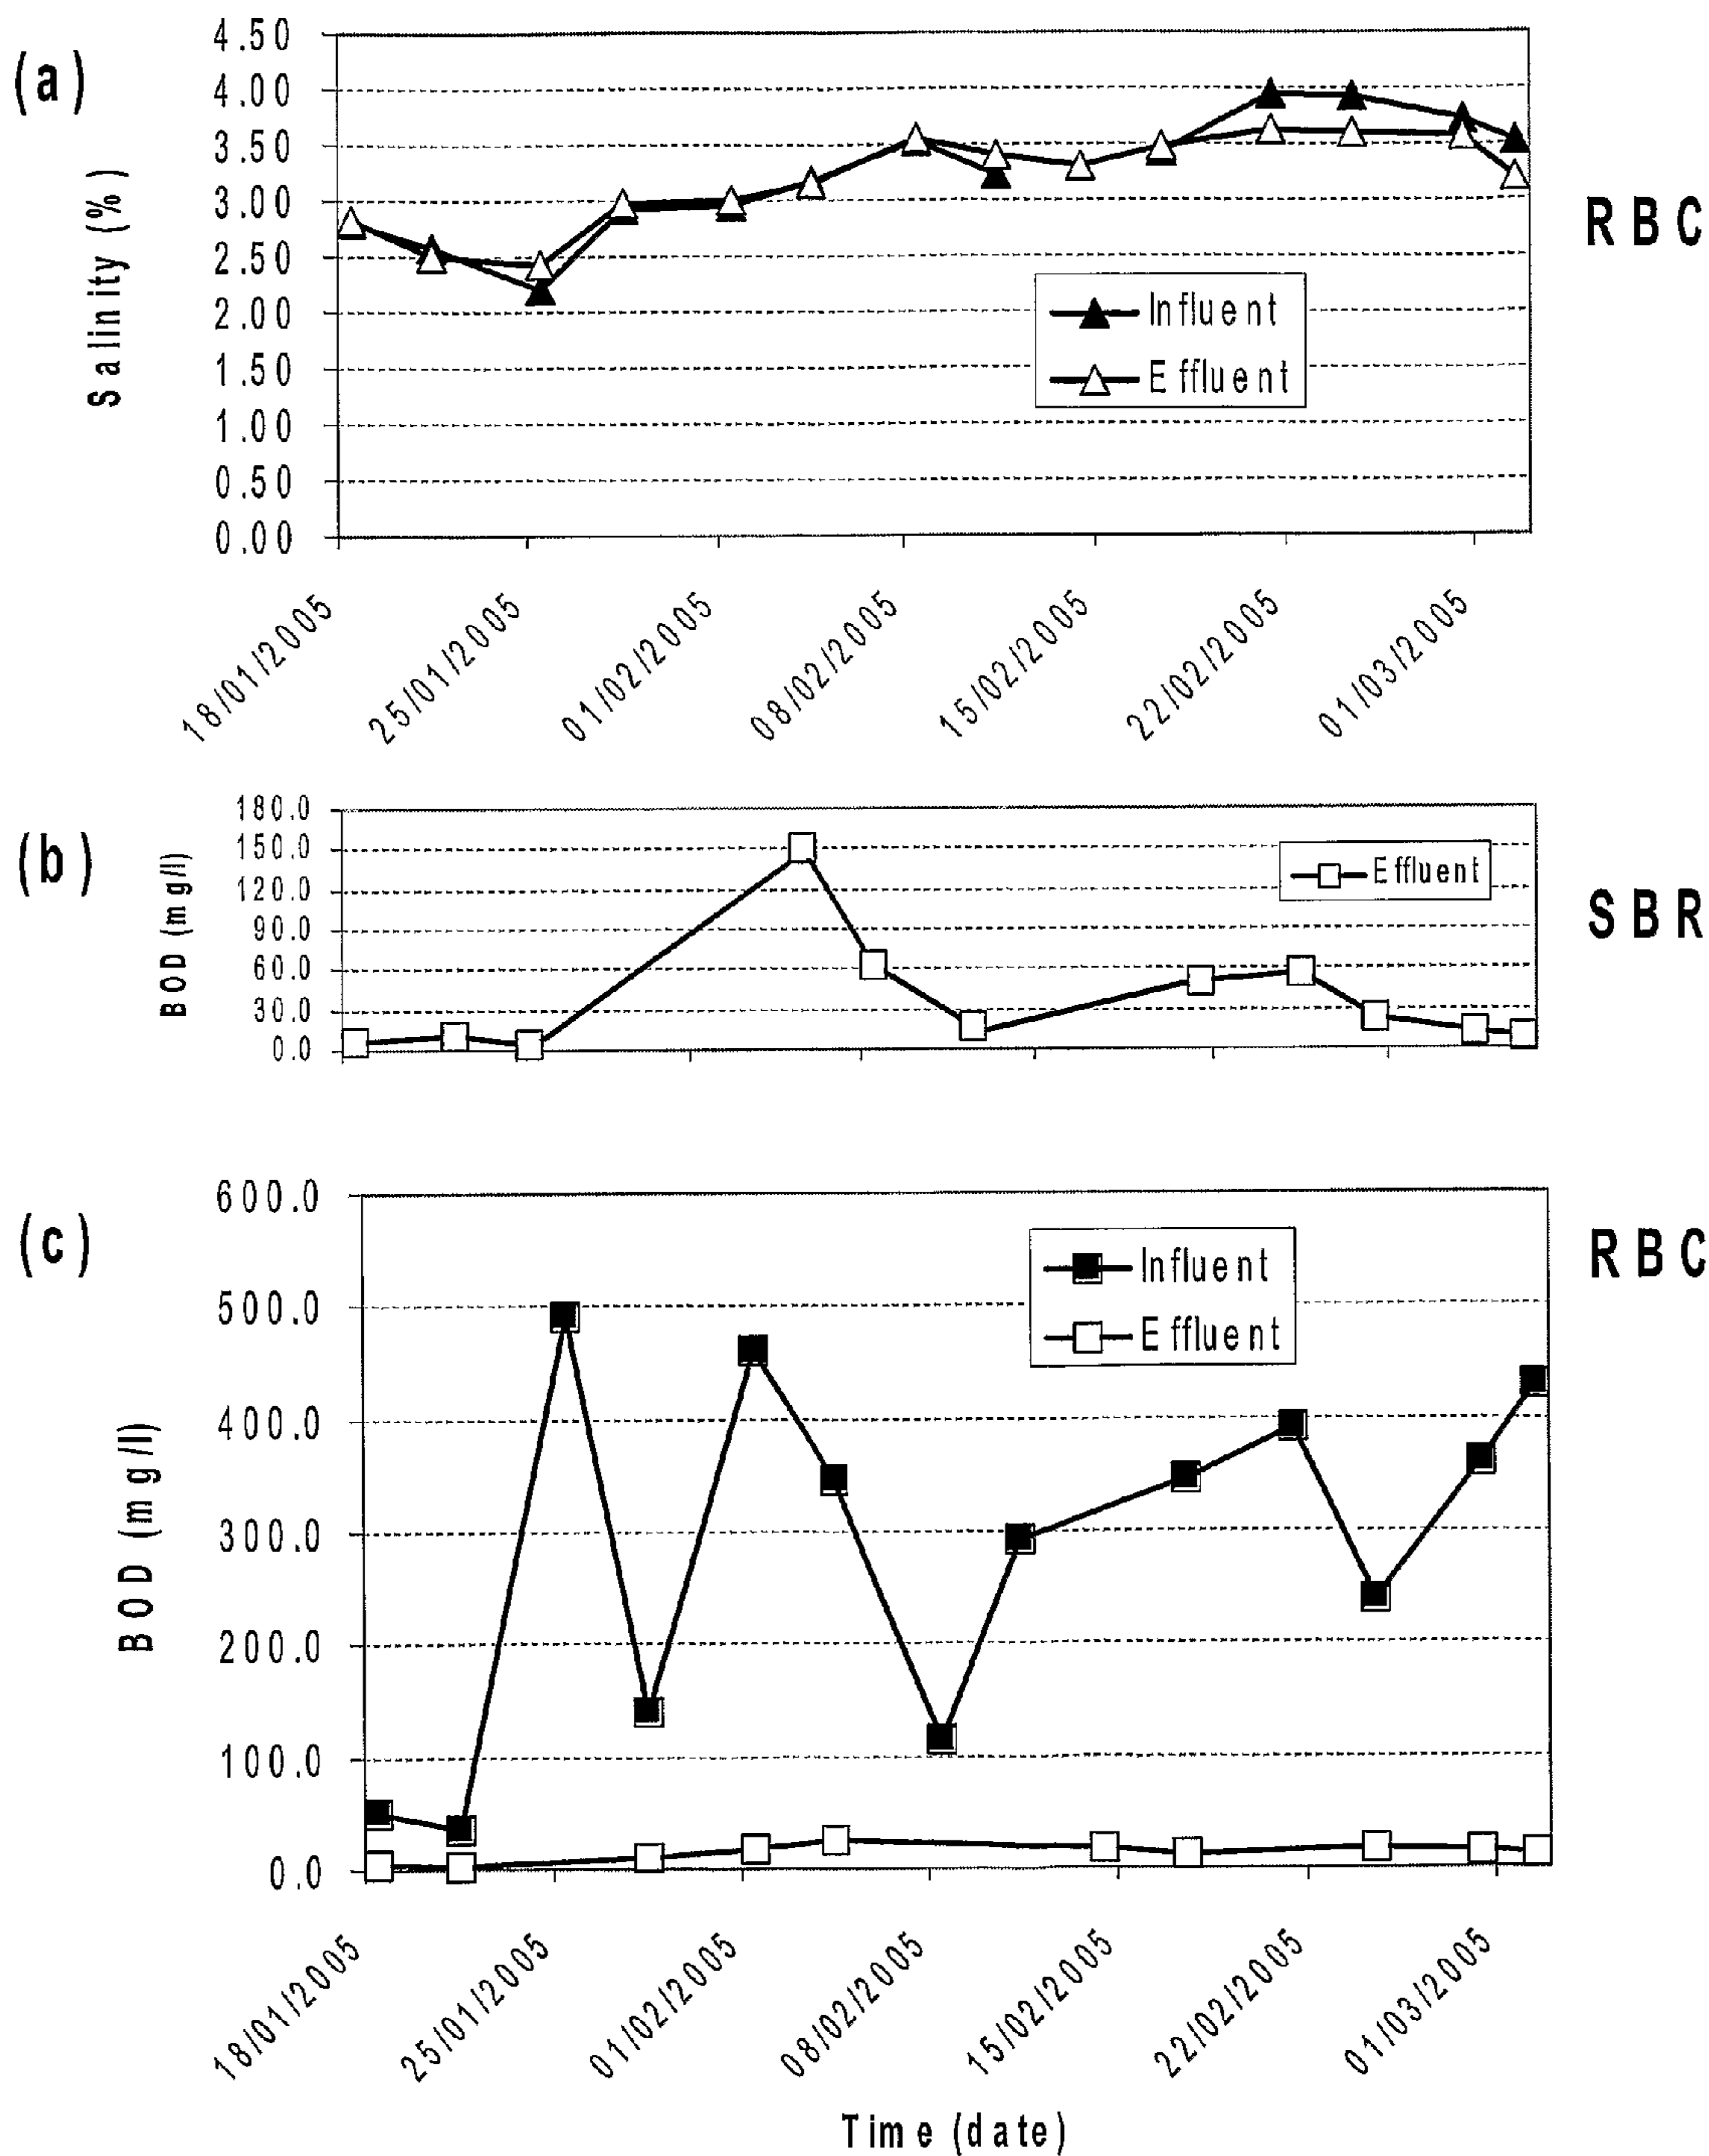 (a)
Salinity (%)
4.50
4.00
3.50
3.00
2.50
2.00
1.50
1.00
0.50
0.00
Influent
Effluent
RBC
18/01/2005
25/01/2005
01/02/2005
08/02/2005
15/02/2005
22/02/2005
01/03/2005
(b)
BOD (mg/l)
180.0
150.0
120.0
90.0
60.0
30.0
0.0
Effluent
SBR
(c)
BOD (mg/l)
600.0
500.0
400.0
300.0
200.0
100.0
0.0
Influent
Effluent
RBC
18/01/2005
25/01/2005
01/02/2005
08/02/2005
15/02/2005
22/02/2005
01/03/2005
Time (date)